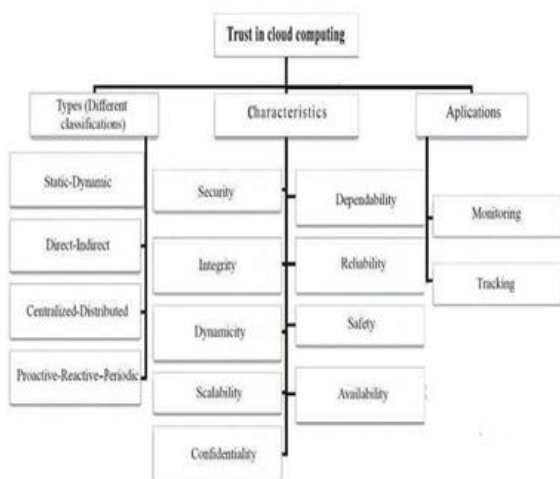 Trust in cloud computing
Types (Different
classifications)
Characteristics
Aplications
Static-Dynamic
Direct-Indirect
Centralized-Distributed
Proactive-Reactive-Periodic
Security
Dependability
Integrity
Reliability
Dynamicity
Safety
Scalability
Availability
Confidentiality
Monitoring
Tracking